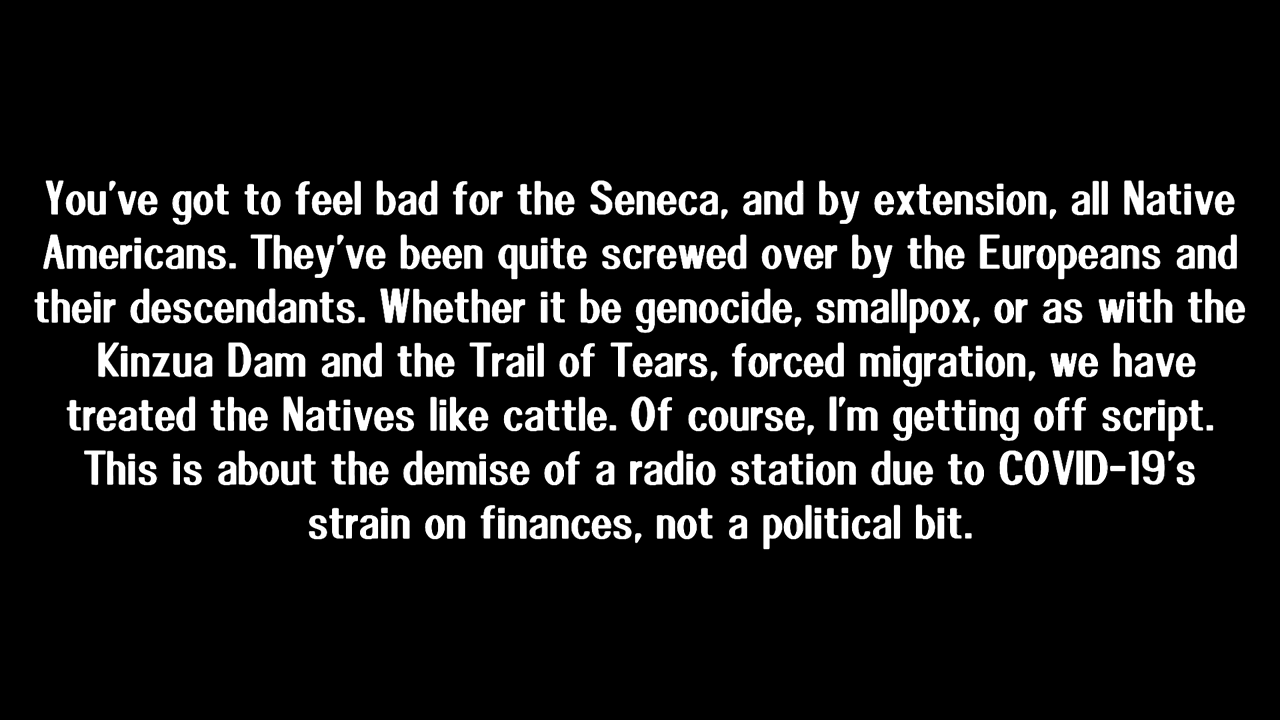 You've got to feel bad for the Seneca, and by extension, all Native
Americans. They've been quite screwed over by the Europeans and
their descendants. Whether it be genocide, smallpox, or as with the
Kinzua Dam and the Trail of Tears, forced migration, we have
treated the Natives like cattle. Of course, I'm getting off script.
This is about the demise of a radio station due to COVID-19's
strain on finances, not a political bit.